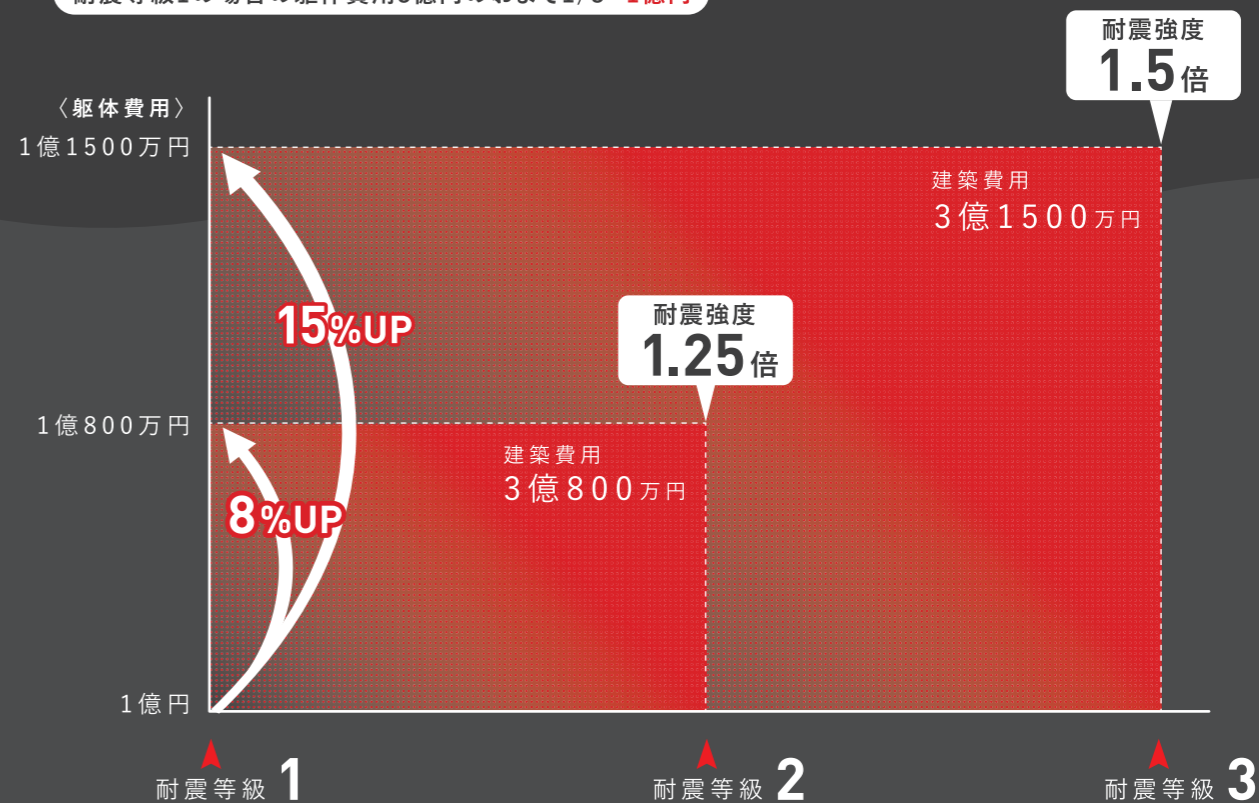 耐震強度
1.5倍
〈躯体費用〉
1億1500万円
建築費用
3億1500万円
15%UP
耐震強度
1.25倍
1億800万円
建築費用
3億800万円
8%UP
1億円
耐震等級 1
耐震等級 2
耐震等級 3